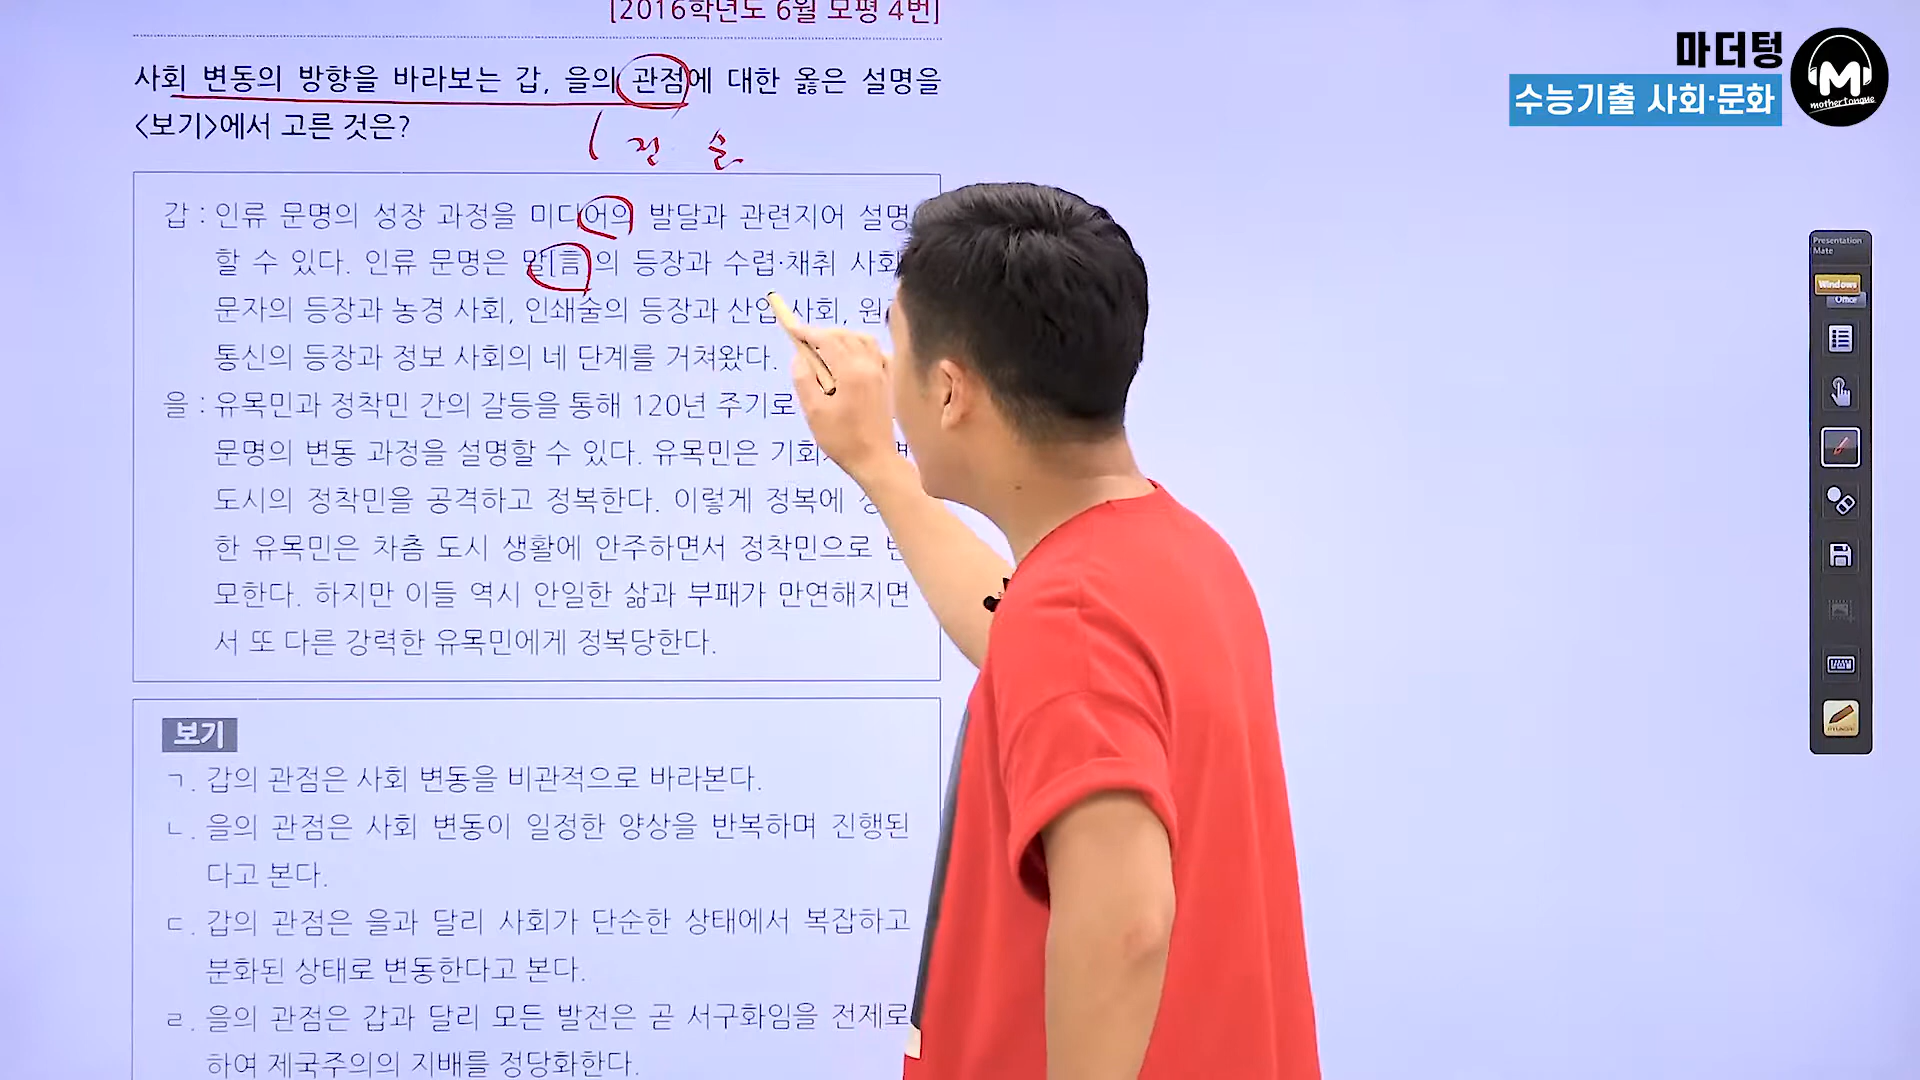 [2016학년도 6월 모평 4번]
사회 변동의 방향을 바라보는 갑, 을의 관점에 대한 옳은 설명을
<보기>에서 고른 것은?
진 순
갑 : 인류 문명의 성장 과정을 미디어의 발달과 관련지어 설명
할 수 있다. 인류 문명은 말[言]의 등장과 수렵·채취 사회
문자의 등장과 농경 사회, 인쇄술의 등장과 산업 사회,
통신의 등장과 정보 사회의 네 단계를 거쳐왔다.
을 : 유목민과 정착민 간의 갈등을 통해 120년 주기로
문명의 변동 과정을 설명할 수 있다. 유목민은
도시의 정착민을 공격하고 정복한다. 이렇게 정복에
한 유목민은 차츰 도시 생활에 안주하면서 정착민으로
모한다. 하지만 이들 역시 안일한 삶과 부패가 만연해지면
서 또 다른 강력한 유목민에게 정복당한다.
보기
ㄱ. 갑의 관점은 사회 변동을 비관적으로 바라본다.
ㄴ. 을의 관점은 사회 변동이 일정한 양상을 반복하며 진행된
다고 본다.
ㄷ. 갑의 관점은 을과 달리 사회가 단순한 상태에서 복잡하고
분화된 상태로 변동한다고 본다.
ㄹ. 을의 관점은 갑과 달리 모든 발전은 곧 서구화임을 전제로
하여 제국주의의 지배를 정당화한다.
마더텅
수능기출 사회·문화
M
mothertongue
Presentation
Mate
Windows
Office